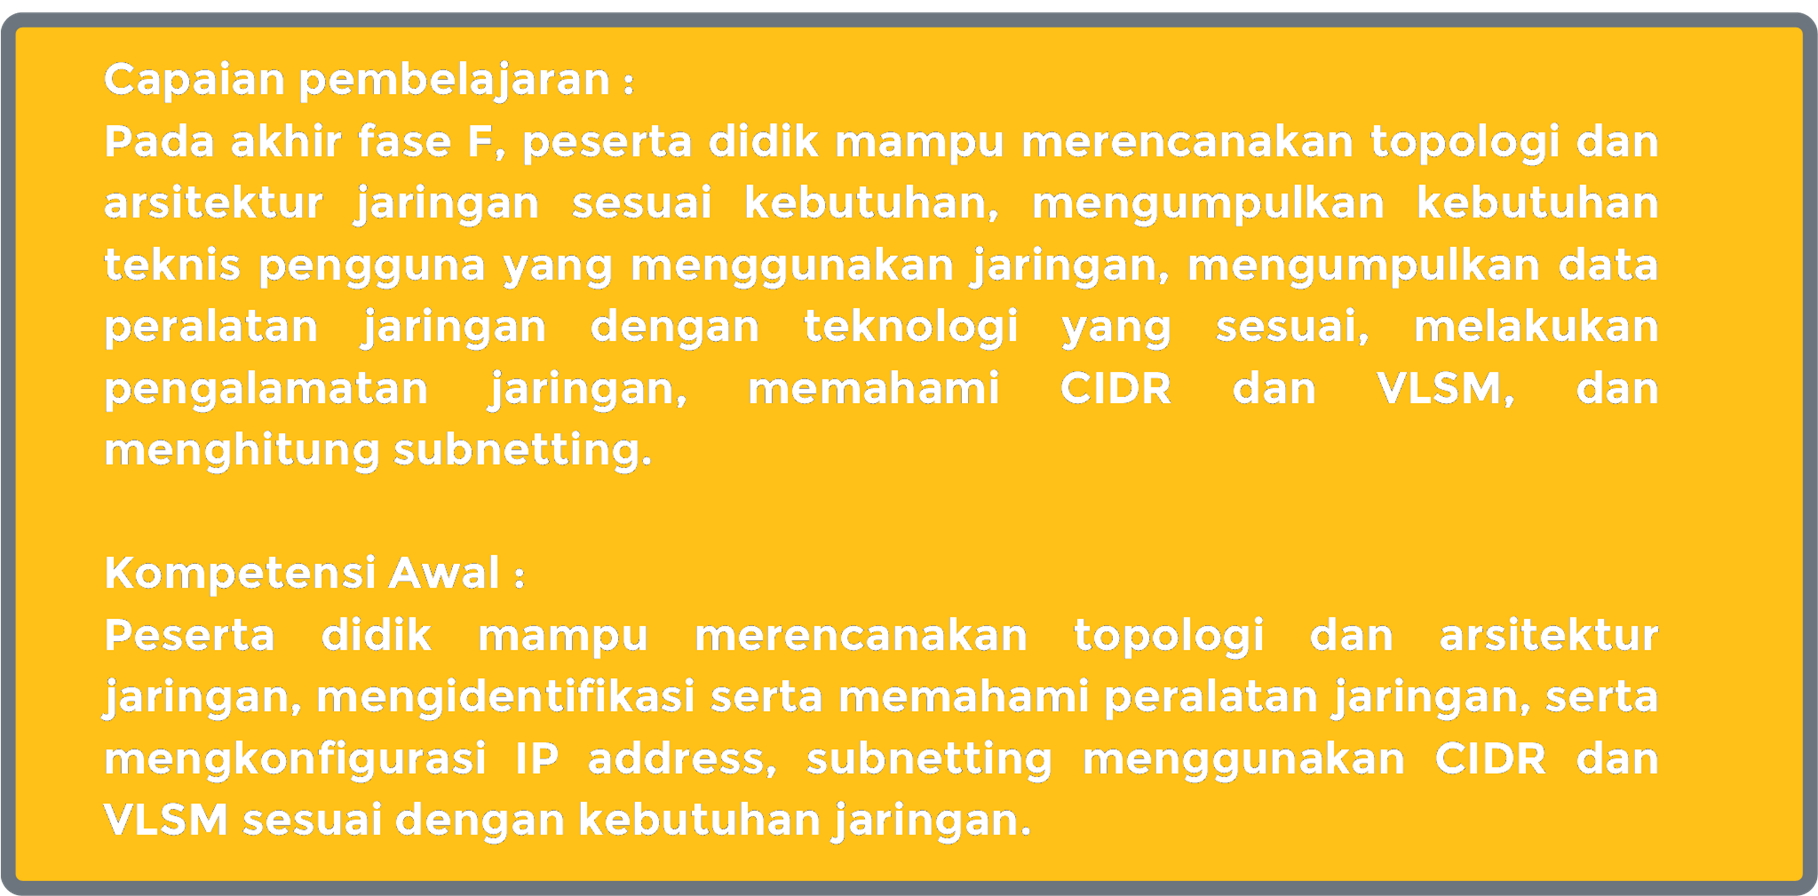 Capaian pembelajaran :
Pada akhir fase F, peserta didik mampu merencanakan topologi dan
arsitektur jaringan sesuai kebutuhan, mengumpulkan kebutuhan
teknis pengguna yang menggunakan jaringan, mengumpulkan data
peralatan jaringan dengan teknologi yang sesuai, melakukan
pengalamatan jaringan, memahami CIDR dan VLSM, dan
menghitung subnetting.
Kompetensi Awal :
Peserta didik mampu merencanakan topologi dan arsitektur
jaringan, mengidentifikasi serta memahami peralatan jaringan, serta
mengkonfigurasi IP address, subnetting menggunakan CIDR dan
VLSM sesuai dengan kebutuhan jaringan.